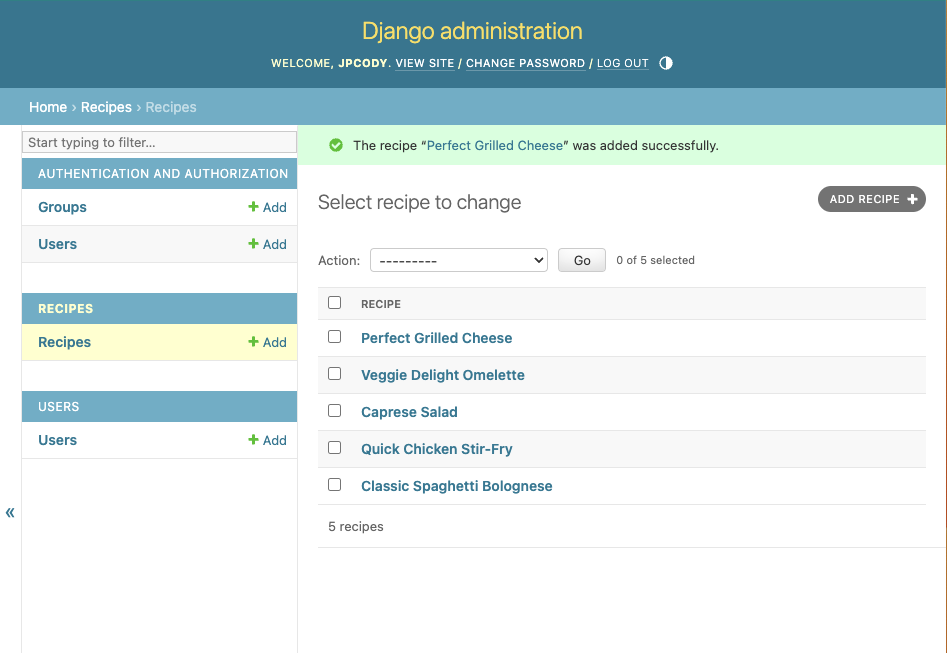 Django administration
WELCOME, JPCODY. VIEW SITE / CHANGE PASSWORD / LOG OUT
Home › Recipes › Recipes
Start typing to filter...
AUTHENTICATION AND AUTHORIZATION
Groups + Add
Users + Add
RECIPES
Recipes + Add
USERS
Users + Add
«
The recipe “Perfect Grilled Cheese” was added successfully.
Select recipe to change
ADD RECIPE +
Action: --------- Go 0 of 5 selected
RECIPE
Perfect Grilled Cheese
Veggie Delight Omelette
Caprese Salad
Quick Chicken Stir-Fry
Classic Spaghetti Bolognese
5 recipes